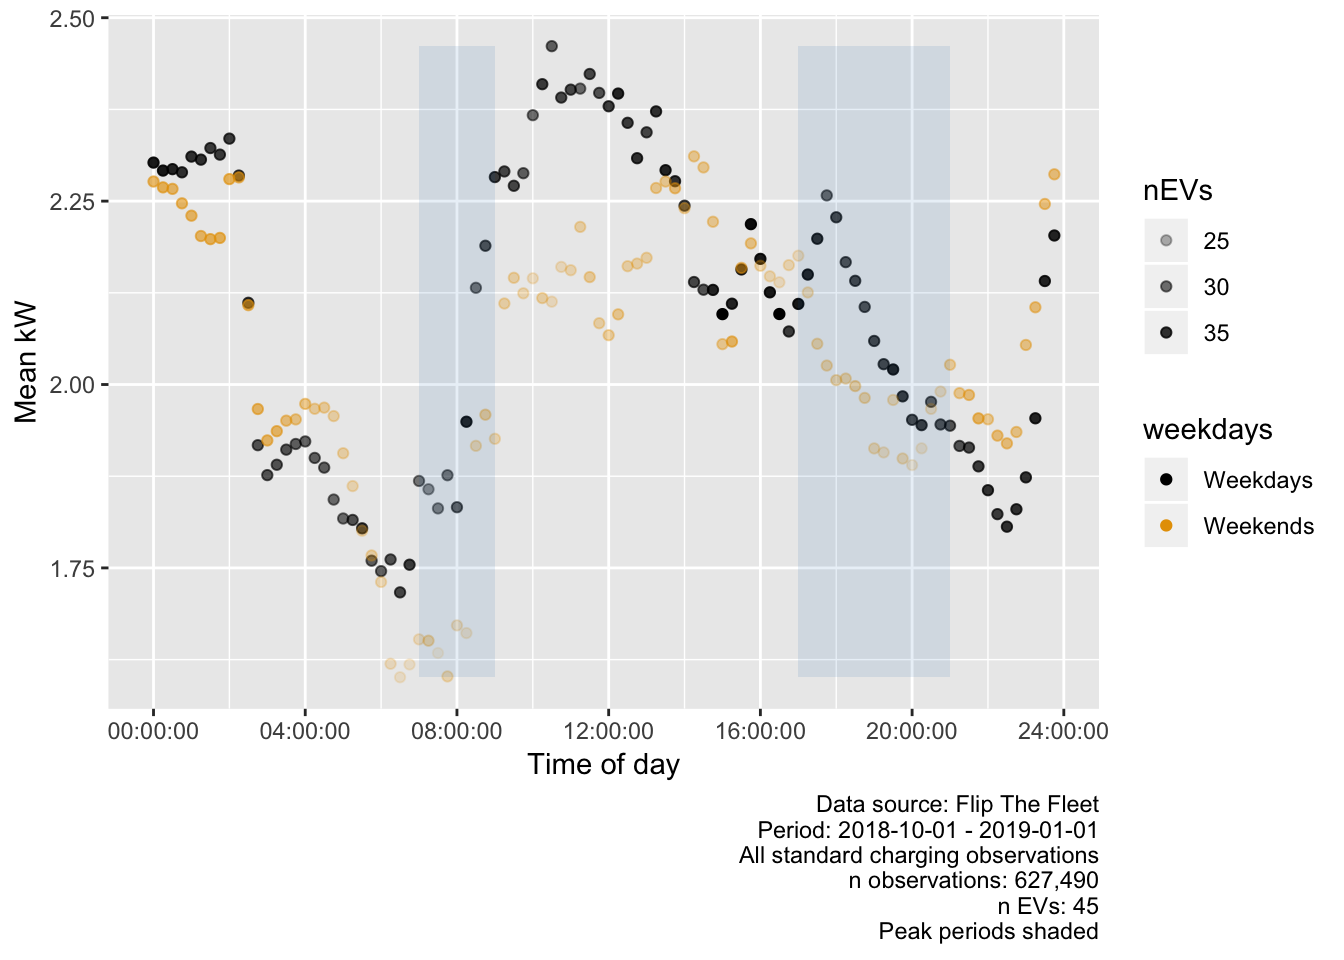 2.50
2.25
2.00
1.75
Mean kW
00:00:00 04:00:00 08:00:00 12:00:00 16:00:00 20:00:00 24:00:00
Time of day
nEVs
25
30
35
weekdays
Weekdays
Weekends
Data source: Flip The Fleet
Period: 2018-10-01 - 2019-01-01
All standard charging observations
n observations: 627,490
n EVs: 45
Peak periods shaded